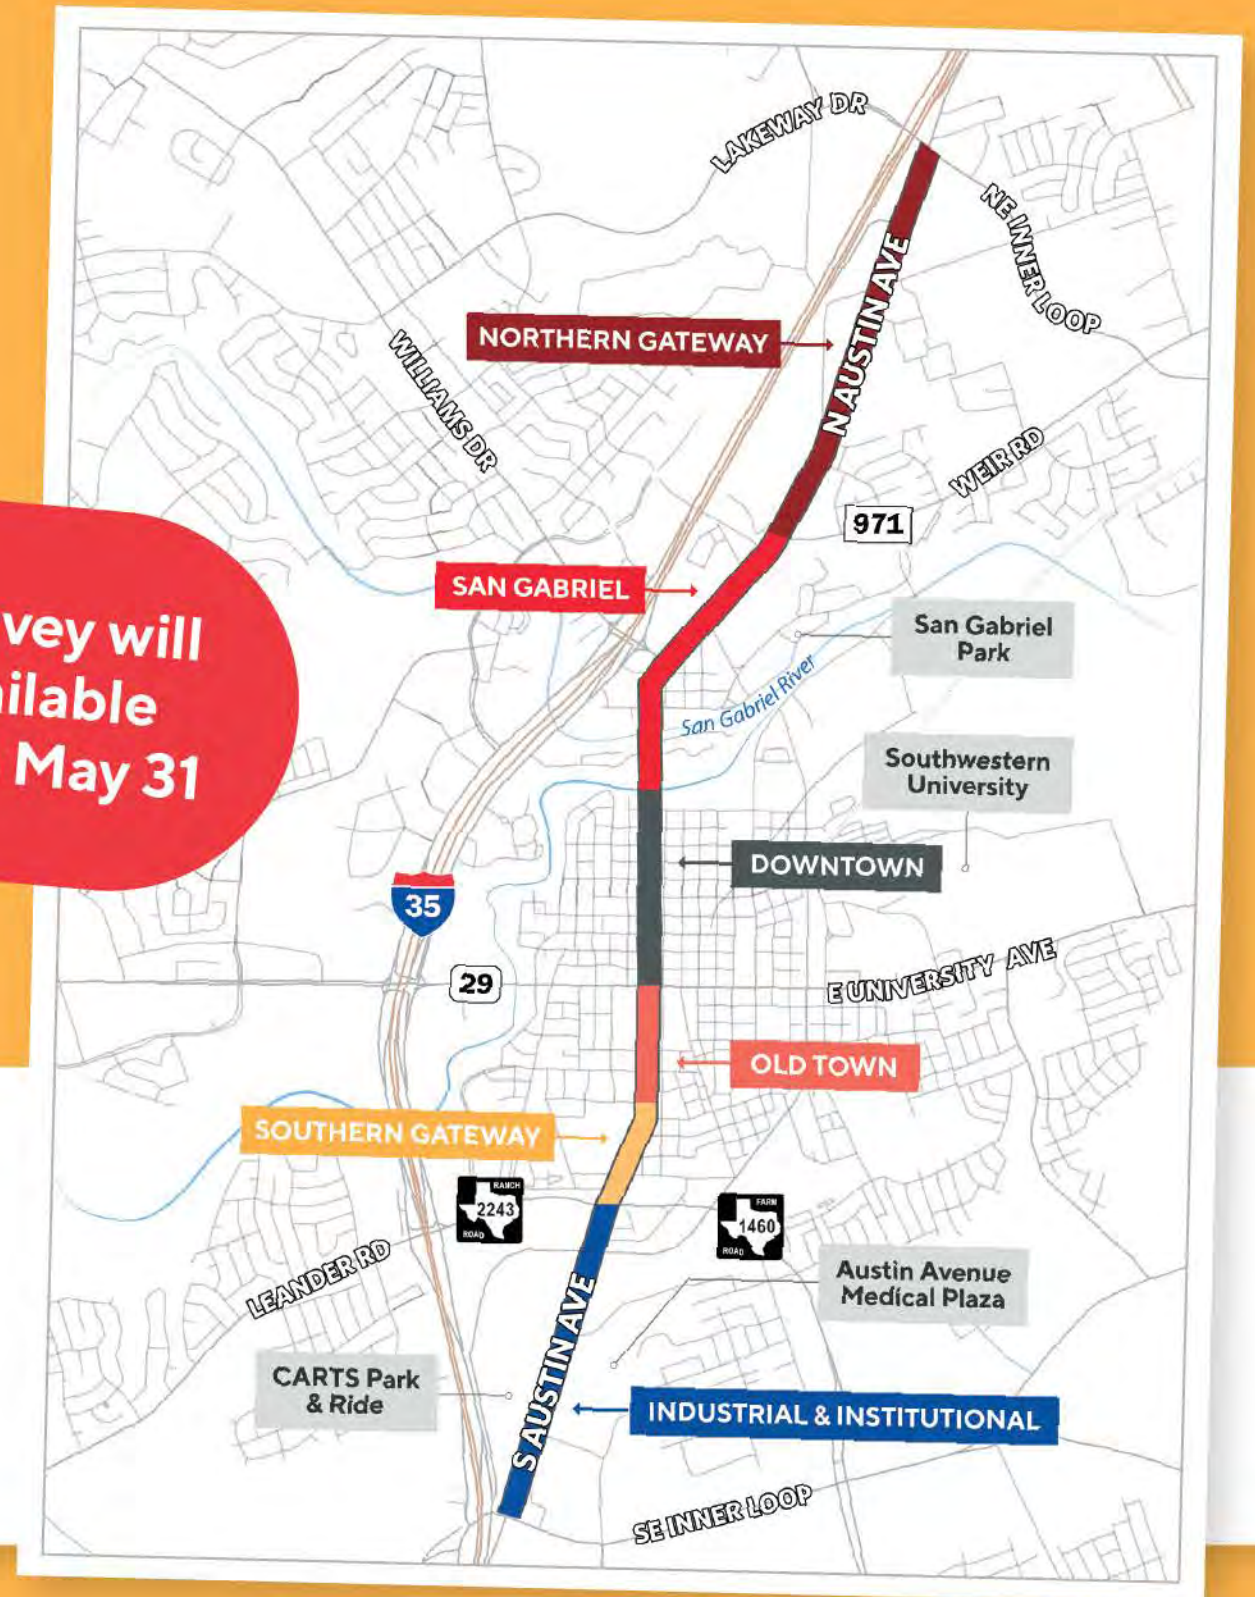 LAKEWAY DR
NE INNER LOOP
N AUSTIN AVE
NORTHERN GATEWAY
WILLIAMS DR
WEIR RD
971
SAN GABRIEL
San Gabriel
Park
vey will
ilable
May 31
San Gabriel River
Southwestern
University
DOWNTOWN
35
29
E UNIVERSITY AVE
OLD TOWN
SOUTHERN GATEWAY
RANCH
2243
ROAD
FARM
1460
ROAD
LEANDER RD
Austin Avenue
Medical Plaza
S AUSTIN AVE
CARTS Park
& Ride
INDUSTRIAL & INSTITUTIONAL
SE INNER LOOP